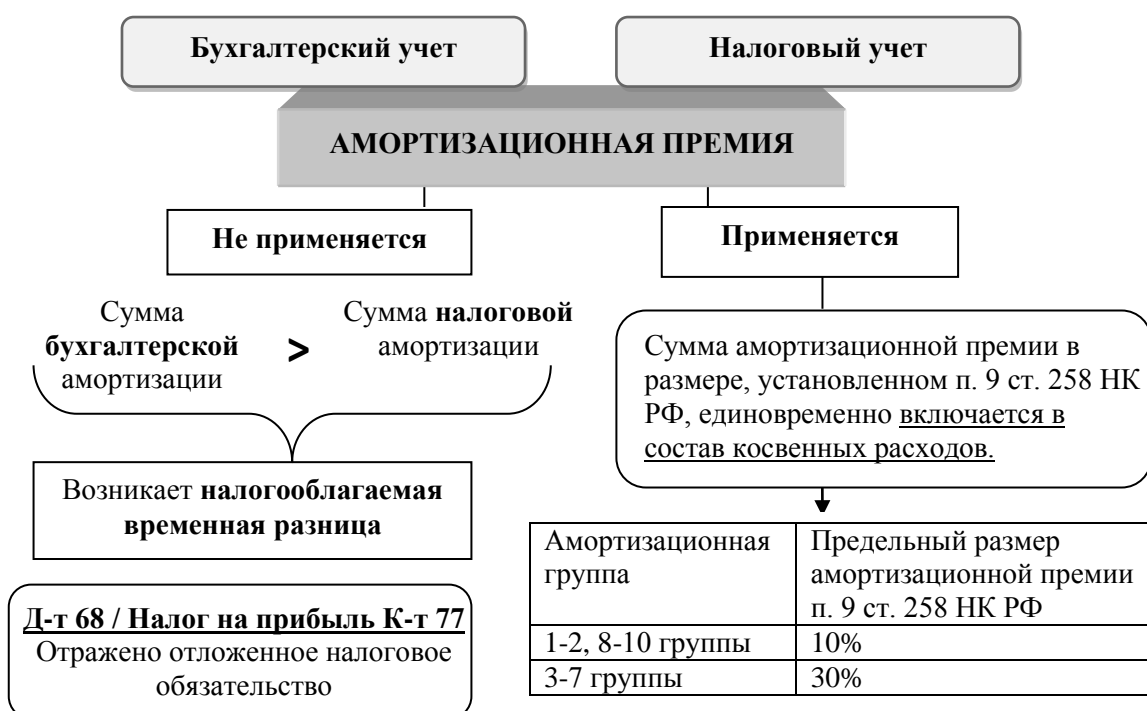 Бухгалтерский учет
Налоговый учет
АМОРТИЗАЦИОННАЯ ПРЕМИЯ
Не применяется
Применяется
Сумма
бухгалтерской
амортизации
>
Сумма налоговой
амортизации
Возникает налогооблагаемая
временная разница
Д-т 68 / Налог на прибыль К-т 77
Отражено отложенное налоговое
обязательство
Сумма амортизационной премии в
размере, установленном п. 9 ст. 258 НК
РФ, единовременно включается в
состав косвенных расходов.
Амортизационная
группа
Предельный размер
амортизационной премии
п. 9 ст. 258 НК РФ
1-2, 8-10 группы
10%
3-7 группы
30%